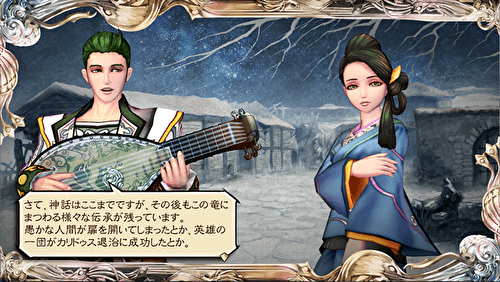 さて、神話はここまでですが、その後もこの竜に
まつわる様々な伝承が残っています。
愚かな人間が扉を開いてしまったとか、英雄の
一団がカリドゥス退治に成功したとか。